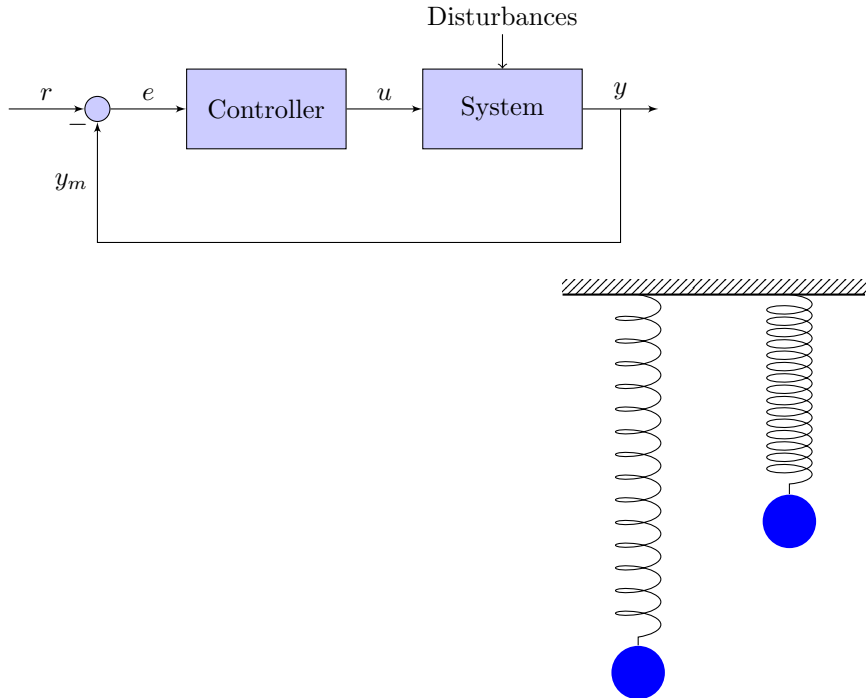 Disturbances
r
e
Controller
u
System
y
−
y_m